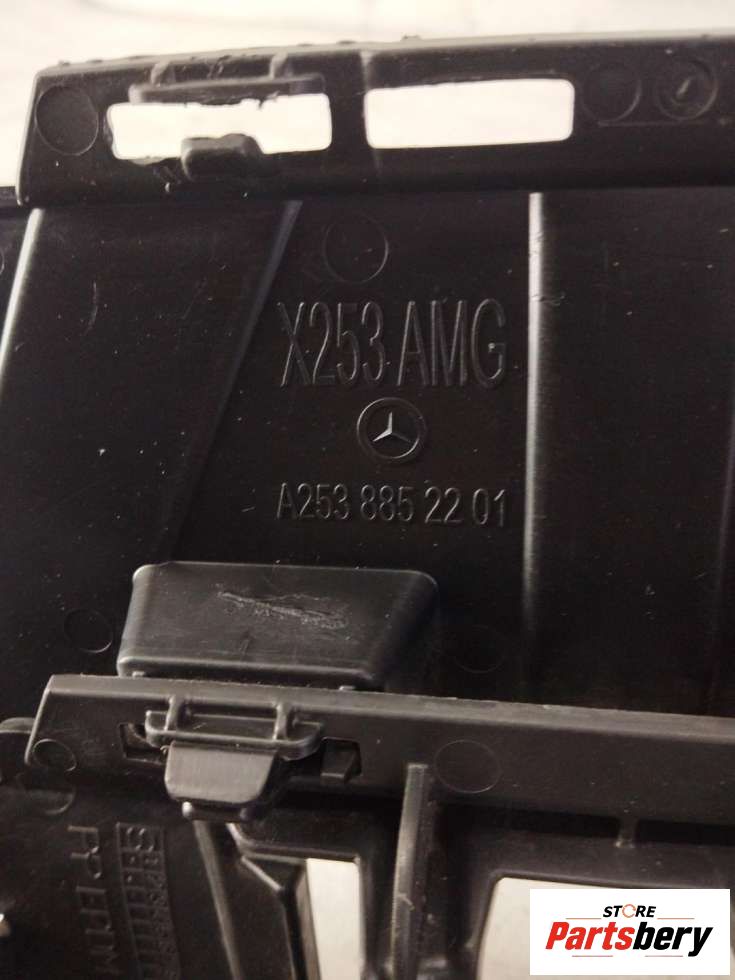 X253 AMG
A253 885 22 01
STORE
Partsbery